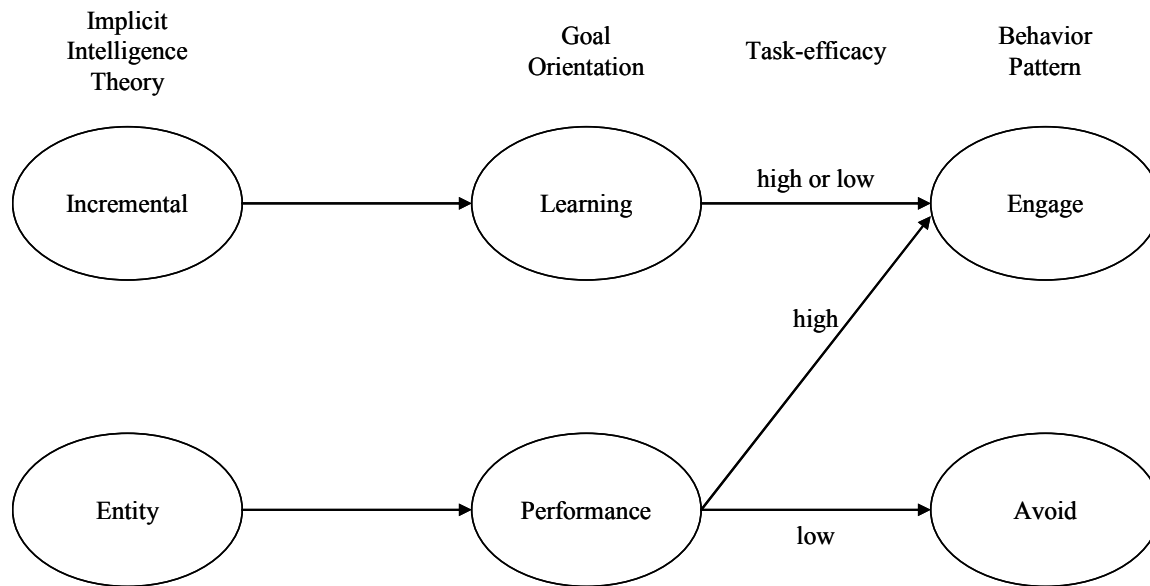 Implicit
Intelligence
Theory
Goal
Orientation
Task-efficacy
Behavior
Pattern
Incremental
Learning
high or low
Engage
high
Entity
Performance
low
Avoid